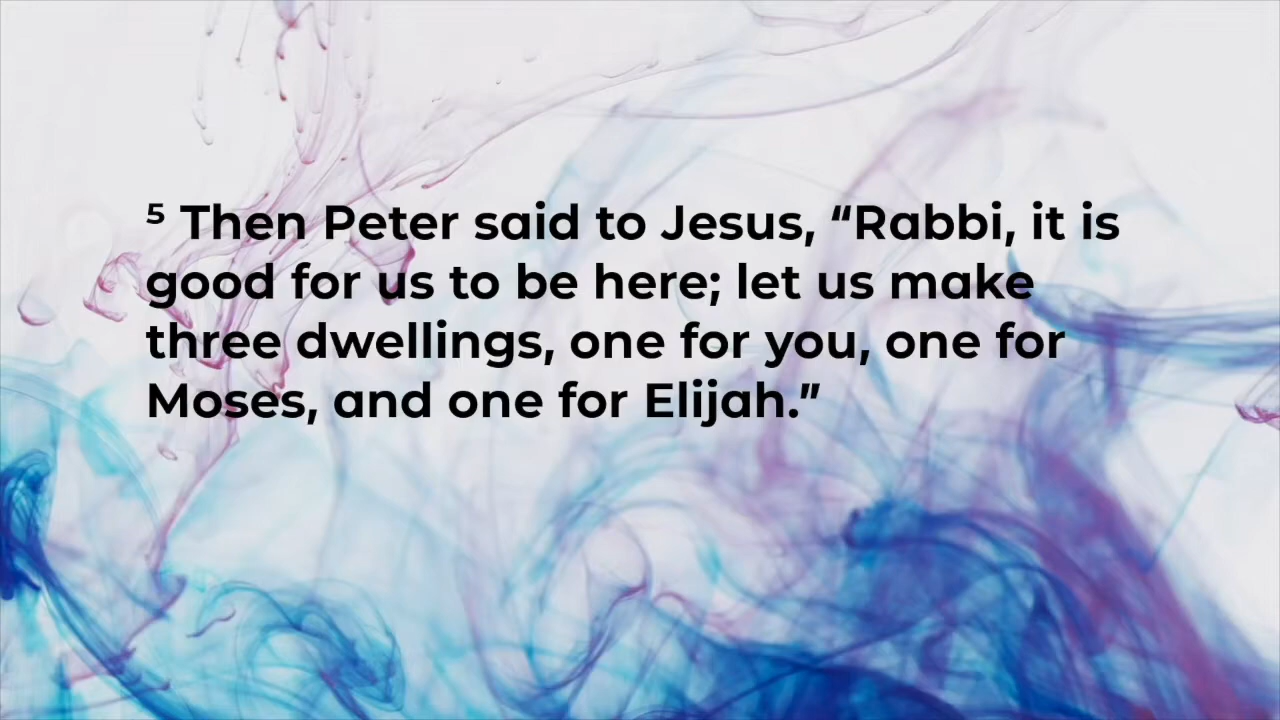 ⁵ Then Peter said to Jesus, “Rabbi, it is
good for us to be here; let us make
three dwellings, one for you, one for
Moses, and one for Elijah.”